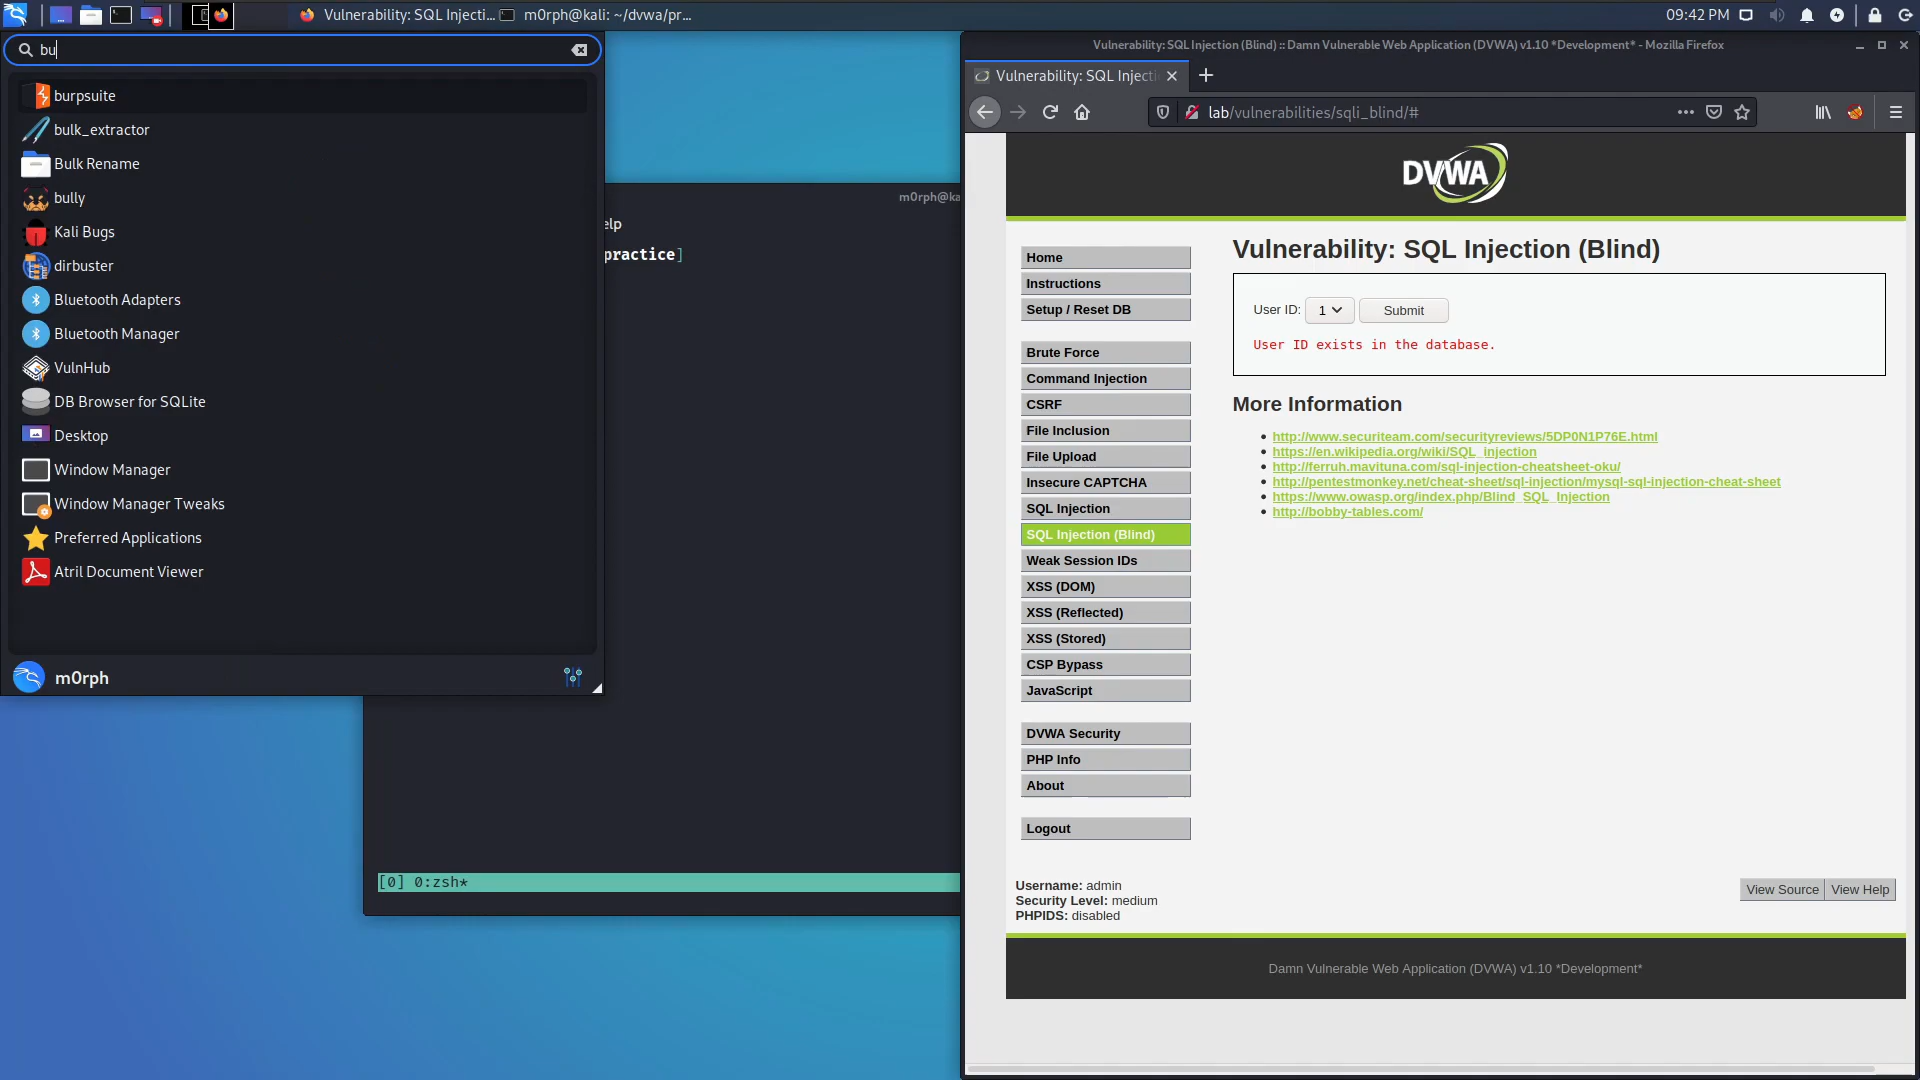 Vulnerability: SQL Injecti...
m0rph@kali: ~/dvwa/pr...
09:42 PM
bu
burpsuite
bulk_extractor
Bulk Rename
bully
Kali Bugs
dirbuster
Bluetooth Adapters
Bluetooth Manager
VulnHub
DB Browser for SQLite
Desktop
Window Manager
Window Manager Tweaks
Preferred Applications
Atril Document Viewer
m0rph
m0rph@ka
elp
practice]
[0] 0:zsh*
Vulnerability: SQL Injection (Blind) :: Damn Vulnerable Web Application (DVWA) v1.10 *Development* - Mozilla Firefox
Vulnerability: SQL Injecti
lab/vulnerabilities/sqli_blind/#
DVWA
Home
Instructions
Setup / Reset DB
Brute Force
Command Injection
CSRF
File Inclusion
File Upload
Insecure CAPTCHA
SQL Injection
SQL Injection (Blind)
Weak Session IDs
XSS (DOM)
XSS (Reflected)
XSS (Stored)
CSP Bypass
JavaScript
DVWA Security
PHP Info
About
Logout
Vulnerability: SQL Injection (Blind)
User ID: 1 Submit
User ID exists in the database.
More Information
http://www.securiteam.com/securityreviews/5DP0N1P76E.html
https://en.wikipedia.org/wiki/SQL_injection
http://ferruh.mavituna.com/sql-injection-cheatsheet-oku/
http://pentestmonkey.net/cheat-sheet/sql-injection/mysql-sql-injection-cheat-sheet
https://www.owasp.org/index.php/Blind_SQL_Injection
http://bobby-tables.com/
Username: admin
Security Level: medium
PHPIDS: disabled
View Source View Help
Damn Vulnerable Web Application (DVWA) v1.10 *Development*